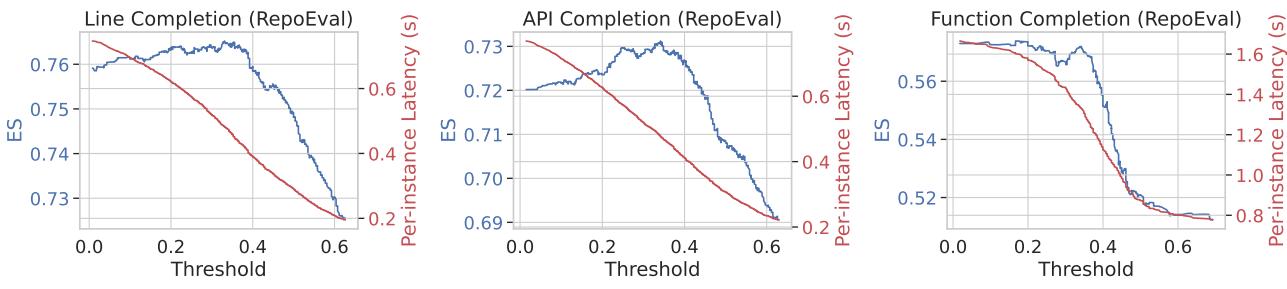 Line Completion (RepoEval)
ES
0.76
0.75
0.74
0.73
0.6
0.4
0.2
Per-instance Latency (s)
0.0 0.2 0.4 0.6
Threshold
API Completion (RepoEval)
ES
0.73
0.72
0.71
0.70
0.69
0.6
0.4
0.2
Per-instance Latency (s)
0.0 0.2 0.4 0.6
Threshold
Function Completion (RepoEval)
ES
0.56
0.54
0.52
1.6
1.4
1.2
1.0
0.8
Per-instance Latency (s)
0.0 0.2 0.4 0.6
Threshold